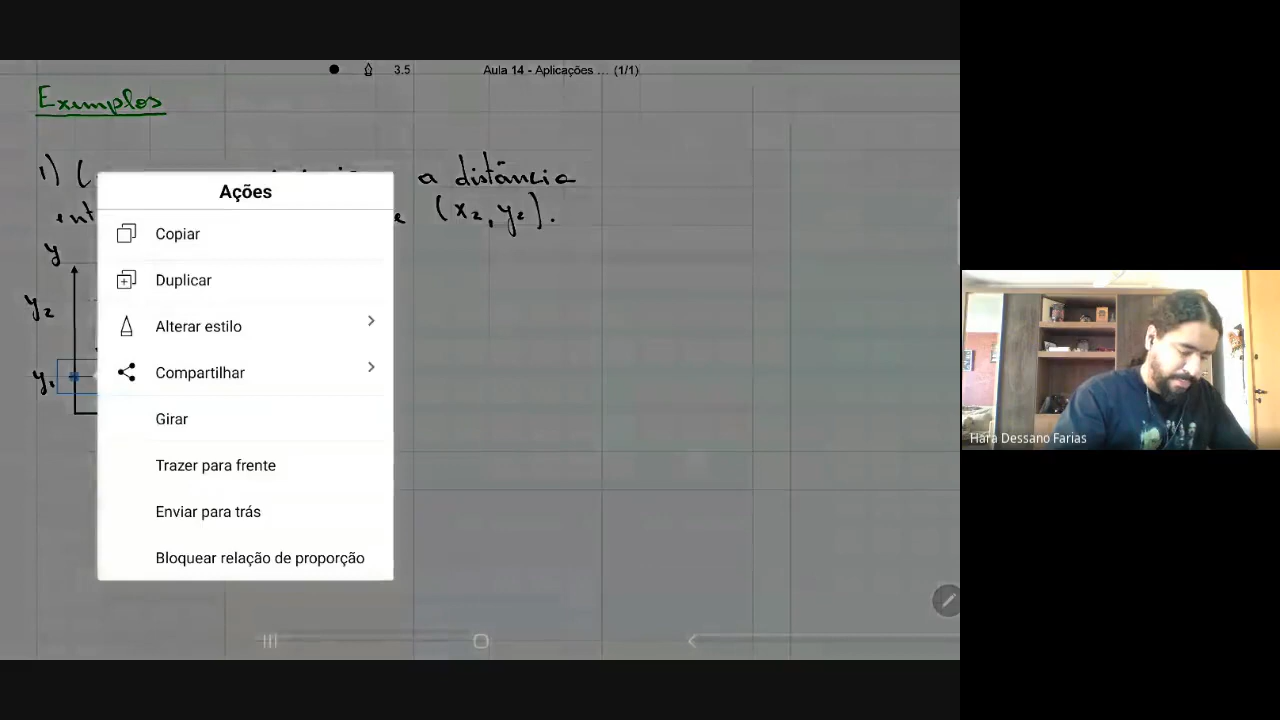 3.5 Aula 14 - Aplicações ... (1/1)
Exemplos
1) a distância
(x₂, y₂).
y
y₂
y₁
Ações
Copiar
Duplicar
Alterar estilo
Compartilhar
Girar
Trazer para frente
Enviar para trás
Bloquear relação de proporção
Hara Dessano Farias